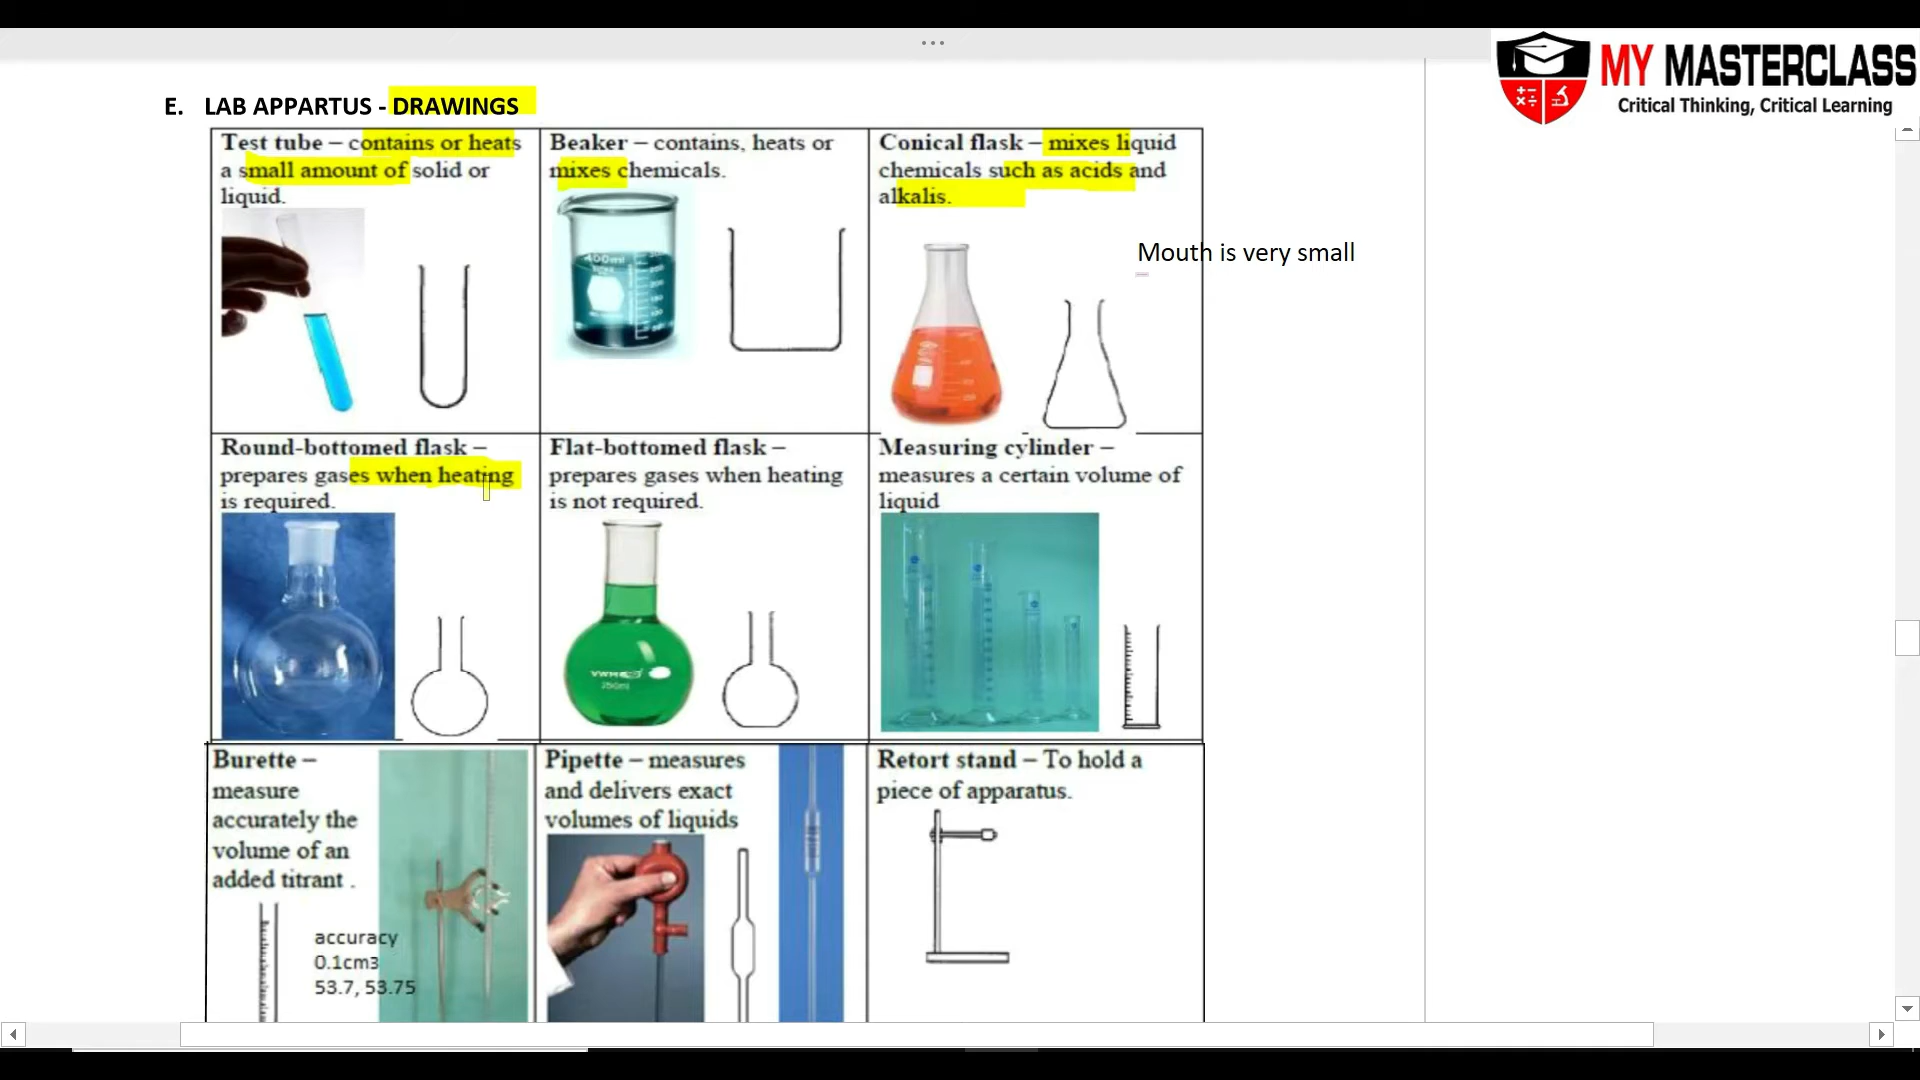 MY MASTERCLASS
Critical Thinking, Critical Learning
E. LAB APPARTUS - DRAWINGS
Test tube – contains or heats
a small amount of solid or
liquid.
Beaker – contains, heats or
mixes chemicals.
400ml
Conical flask – mixes liquid
chemicals such as acids and
alkalis.
Mouth is very small
Round-bottomed flask –
prepares gases when heating
is required.
Flat-bottomed flask –
prepares gases when heating
is not required.
VWR
250ml
Measuring cylinder –
measures a certain volume of
liquid
Burette –
measure
accurately the
volume of an
added titrant .
accuracy
0.1cm3
53.7, 53.75
Pipette – measures
and delivers exact
volumes of liquids
Retort stand – To hold a
piece of apparatus.